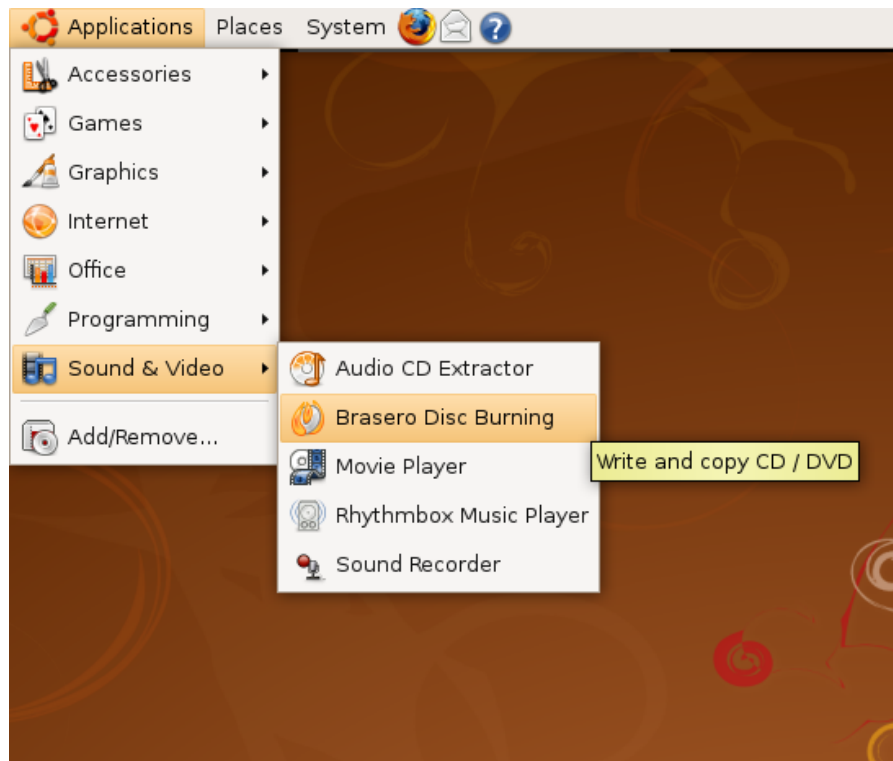 Applications Places System
Accessories
Games
Graphics
Internet
Office
Programming
Sound & Video
Add/Remove...
Audio CD Extractor
Brasero Disc Burning
Movie Player
Rhythmbox Music Player
Sound Recorder
Write and copy CD / DVD